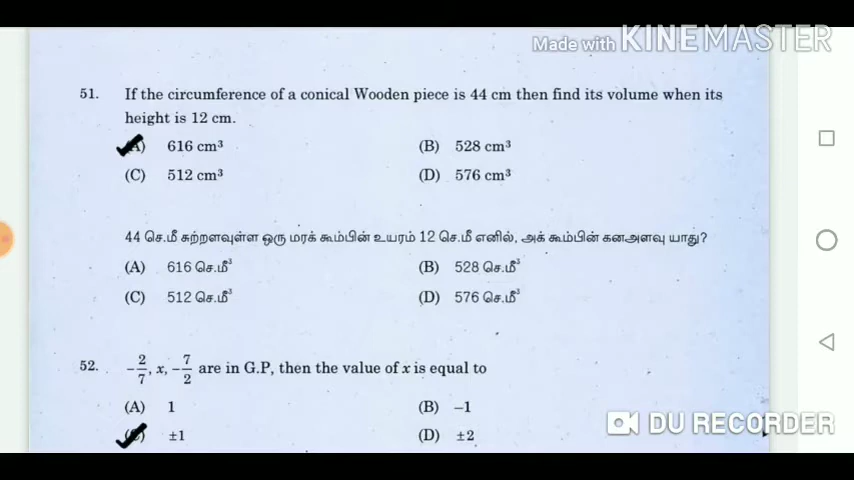 Made with KINEMASTER
51. If the circumference of a conical Wooden piece is 44 cm then find its volume when its
height is 12 cm.
(A) 616 cm³ (B) 528 cm³
(C) 512 cm³ (D) 576 cm³
44 செ.மீ சுற்றளவுள்ள ஒரு மரக் கூம்பின் உயரம் 12 செ.மீ எனில், அக் கூம்பின் கனஅளவு யாது?
(A) 616 செ.மீ³ (B) 528 செ.மீ³
(C) 512 செ.மீ³ (D) 576 செ.மீ³
52. -2/7, x, -7/2 are in G.P, then the value of x is equal to
(A) 1 (B) -1
(C) ±1 (D) ±2
DU RECORDER